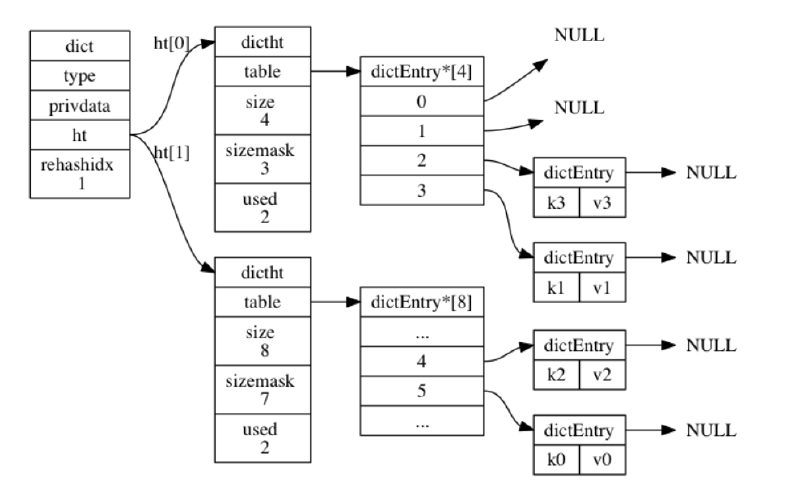 dict
type
privdata
ht
rehashidx
1
ht[0]
ht[1]
dictht
table
size
4
sizemask
3
used
2
dictEntry*[4]
0
1
2
3
NULL
NULL
dictEntry
k3 v3
NULL
dictEntry
k1 v1
NULL
dictht
table
size
8
sizemask
7
used
2
dictEntry*[8]
...
4
5
...
dictEntry
k2 v2
NULL
dictEntry
k0 v0
NULL